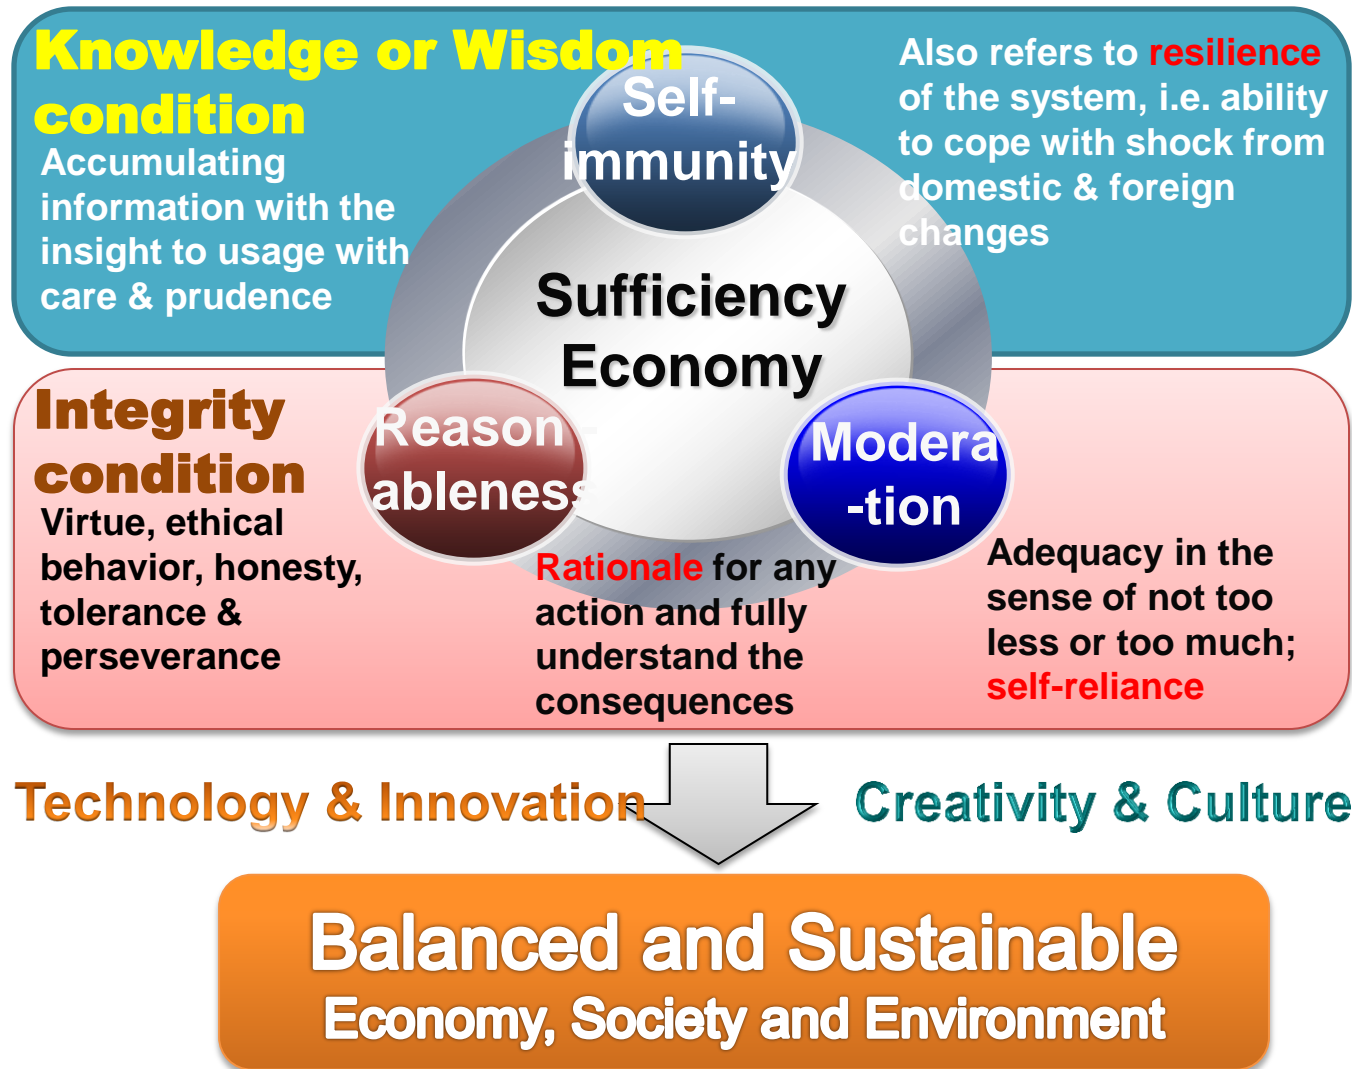 Knowledge or Wisdom
condition
Accumulating
information with the
insight to usage with
care & prudence
Self-
immunity
Also refers to resilience
of the system, i.e. ability
to cope with shock from
domestic & foreign
changes
Sufficiency
Economy
Integrity
condition
Virtue, ethical
behavior, honesty,
tolerance &
perseverance
Reason-
ableness
Rationale for any
action and fully
understand the
consequences
Modera
-tion
Adequacy in the
sense of not too
less or too much;
self-reliance
Technology & Innovation
Creativity & Culture
Balanced and Sustainable
Economy, Society and Environment